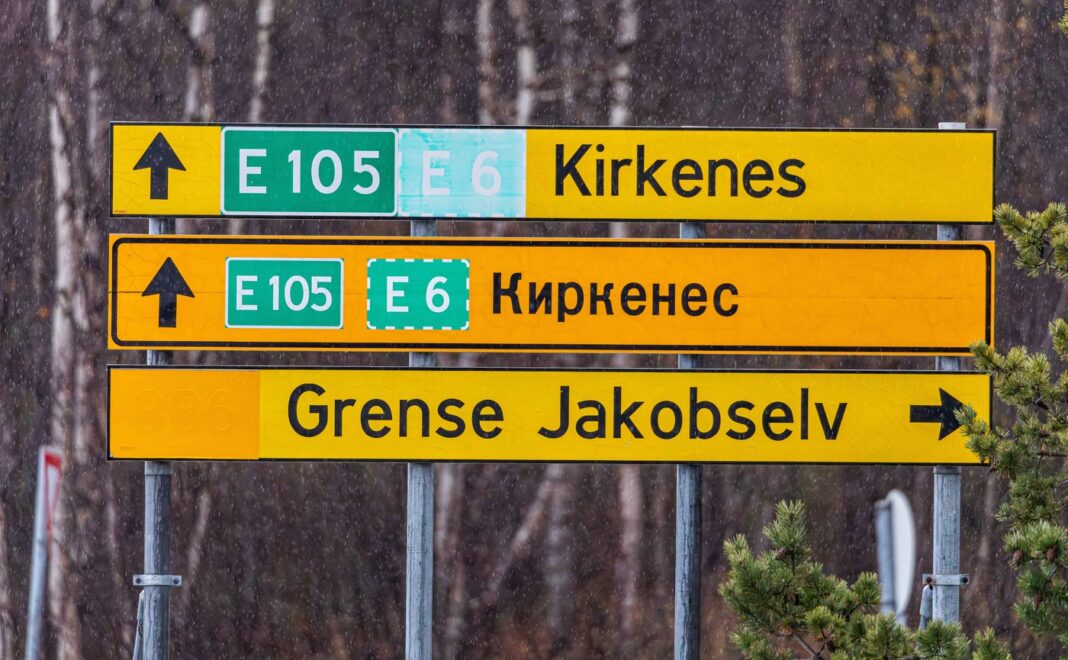 E 105 E 6 Kirkenes
E 105 E 6 Киркенес
Grense Jakobselv